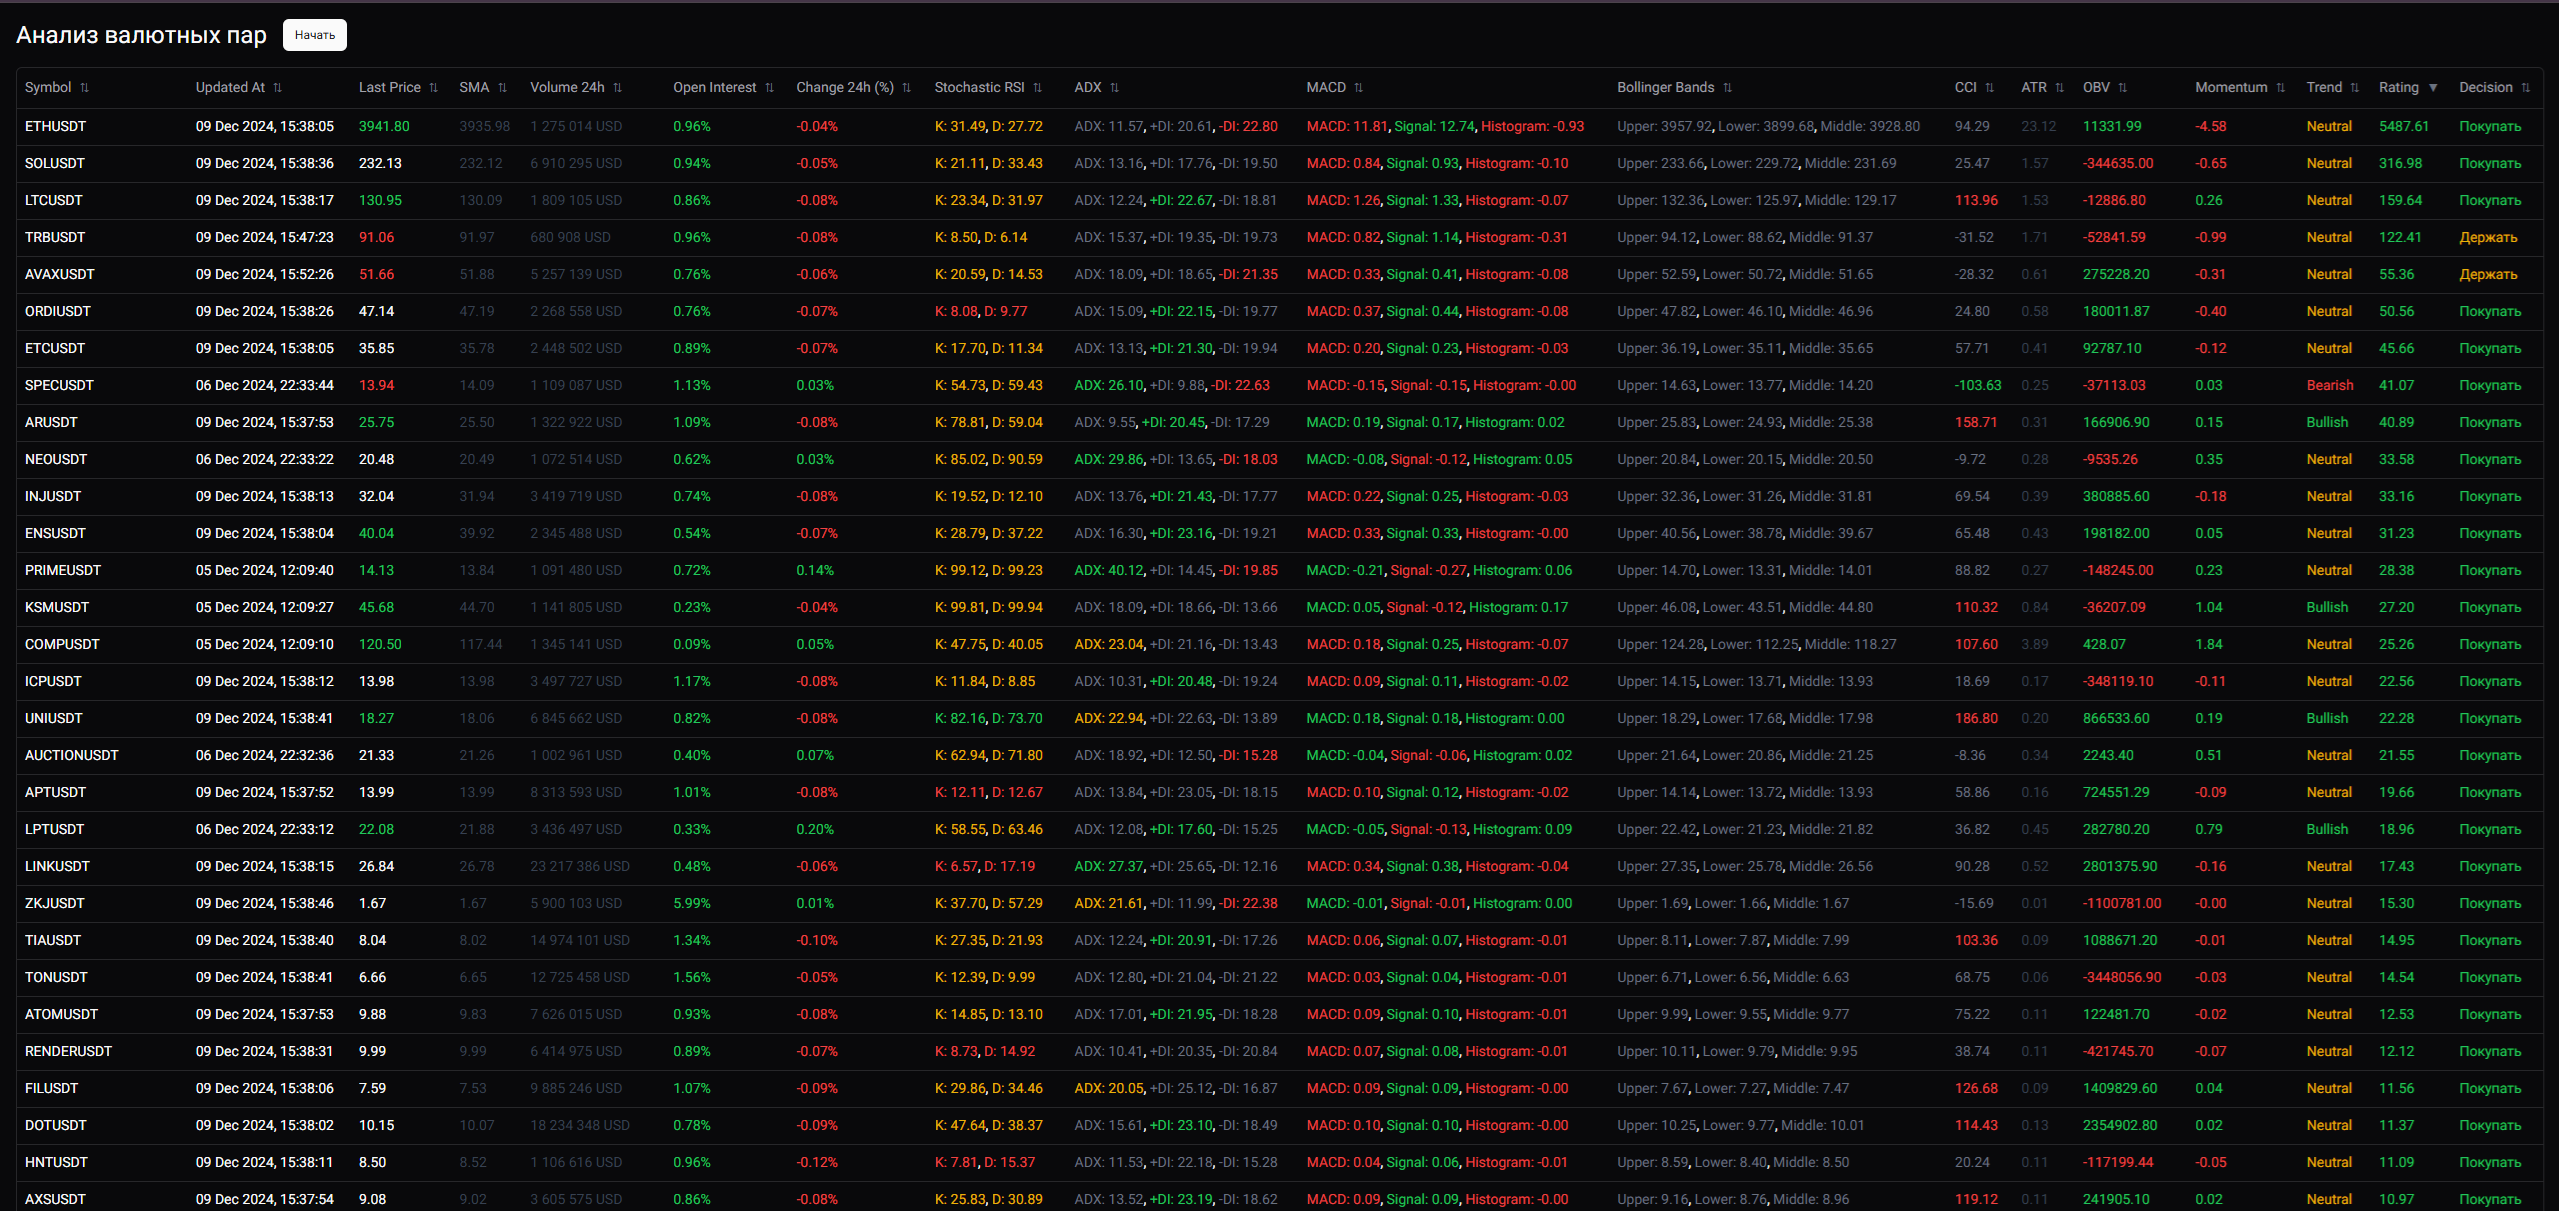 Анализ валютных пар Начать
Symbol Updated At Last Price SMA Volume 24h Open Interest Change 24h (%) Stochastic RSI ADX MACD Bollinger Bands CCI ATR OBV Momentum Trend Rating Decision
ETHUSDT 09 Dec 2024, 15:38:05 3941.80 3935.98 1 275 014 USD 0.96% -0.04% K: 31.49, D: 27.72 ADX: 11.57, +DI: 20.61, -DI: 22.80 MACD: 11.81, Signal: 12.74, Histogram: -0.93 Upper: 3957.92, Lower: 3899.68, Middle: 3928.80 94.29 23.12 11331.99 -4.58 Neutral 5487.61 Покупать
SOLUSDT 09 Dec 2024, 15:38:36 232.13 232.12 6 910 295 USD 0.94% -0.05% K: 21.11, D: 33.43 ADX: 13.16, +DI: 17.76, -DI: 19.50 MACD: 0.84, Signal: 0.93, Histogram: -0.10 Upper: 233.66, Lower: 229.72, Middle: 231.69 25.47 1.57 -344635.00 -0.65 Neutral 316.98 Покупать
LTCUSDT 09 Dec 2024, 15:38:17 130.95 130.09 1 809 105 USD 0.86% -0.08% K: 23.34, D: 31.97 ADX: 12.24, +DI: 22.67, -DI: 18.81 MACD: 1.26, Signal: 1.33, Histogram: -0.07 Upper: 132.36, Lower: 125.97, Middle: 129.17 113.96 1.53 -12886.80 0.26 Neutral 159.64 Покупать
TRBUSDT 09 Dec 2024, 15:47:23 91.06 91.97 680 908 USD 0.96% -0.08% K: 8.50, D: 6.14 ADX: 15.37, +DI: 19.35, -DI: 19.73 MACD: 0.82, Signal: 1.14, Histogram: -0.31 Upper: 94.12, Lower: 88.62, Middle: 91.37 -31.52 1.71 -52841.59 -0.99 Neutral 122.41 Держать
AVAXUSDT 09 Dec 2024, 15:52:26 51.66 51.88 5 257 139 USD 0.76% -0.06% K: 20.59, D: 14.53 ADX: 18.09, +DI: 18.65, -DI: 21.35 MACD: 0.33, Signal: 0.41, Histogram: -0.08 Upper: 52.59, Lower: 50.72, Middle: 51.65 -28.32 0.61 275228.20 -0.31 Neutral 55.36 Держать
ORDIUSDT 09 Dec 2024, 15:38:26 47.14 47.19 2 268 558 USD 0.76% -0.07% K: 8.08, D: 9.77 ADX: 15.09, +DI: 22.15, -DI: 19.77 MACD: 0.37, Signal: 0.44, Histogram: -0.08 Upper: 47.82, Lower: 46.10, Middle: 46.96 24.80 0.58 180011.87 -0.40 Neutral 50.56 Покупать
ETCUSDT 09 Dec 2024, 15:38:05 35.85 35.78 2 448 502 USD 0.89% -0.07% K: 17.70, D: 11.34 ADX: 13.13, +DI: 21.30, -DI: 19.94 MACD: 0.20, Signal: 0.23, Histogram: -0.03 Upper: 36.19, Lower: 35.11, Middle: 35.65 57.71 0.41 92787.10 -0.12 Neutral 45.66 Покупать
SPECUSDT 06 Dec 2024, 22:33:44 13.94 14.09 1 109 087 USD 1.13% 0.03% K: 54.73, D: 59.43 ADX: 26.10, +DI: 9.88, -DI: 22.63 MACD: -0.15, Signal: -0.15, Histogram: -0.00 Upper: 14.63, Lower: 13.77, Middle: 14.20 -103.63 0.25 -37113.03 0.03 Bearish 41.07 Покупать
ARUSDT 09 Dec 2024, 15:37:53 25.75 25.50 1 322 922 USD 1.09% -0.08% K: 78.81, D: 59.04 ADX: 9.55, +DI: 20.45, -DI: 17.29 MACD: 0.19, Signal: 0.17, Histogram: 0.02 Upper: 25.83, Lower: 24.93, Middle: 25.38 158.71 0.31 166906.90 0.15 Bullish 40.89 Покупать
NEOUSDT 06 Dec 2024, 22:33:22 20.48 20.49 1 072 514 USD 0.62% 0.03% K: 85.02, D: 90.59 ADX: 29.86, +DI: 13.65, -DI: 18.03 MACD: -0.08, Signal: -0.12, Histogram: 0.05 Upper: 20.84, Lower: 20.15, Middle: 20.50 -9.72 0.28 -9535.26 0.35 Neutral 33.58 Покупать
INJUSDT 09 Dec 2024, 15:38:13 32.04 31.94 3 419 719 USD 0.74% -0.08% K: 19.52, D: 12.10 ADX: 13.76, +DI: 21.43, -DI: 17.77 MACD: 0.22, Signal: 0.25, Histogram: -0.03 Upper: 32.36, Lower: 31.26, Middle: 31.81 69.54 0.39 380885.60 -0.18 Neutral 33.16 Покупать
ENSUSDT 09 Dec 2024, 15:38:04 40.04 39.92 2 345 488 USD 0.54% -0.07% K: 28.79, D: 37.22 ADX: 16.30, +DI: 23.16, -DI: 19.21 MACD: 0.33, Signal: 0.33, Histogram: -0.00 Upper: 40.56, Lower: 38.78, Middle: 39.67 65.48 0.43 198182.00 0.05 Neutral 31.23 Покупать
PRIMEUSDT 05 Dec 2024, 12:09:40 14.13 13.84 1 091 480 USD 0.72% 0.14% K: 99.12, D: 99.23 ADX: 40.12, +DI: 14.45, -DI: 19.85 MACD: -0.21, Signal: -0.27, Histogram: 0.06 Upper: 14.70, Lower: 13.31, Middle: 14.01 88.82 0.27 -148245.00 0.23 Neutral 28.38 Покупать
KSMUSDT 05 Dec 2024, 12:09:27 45.68 44.70 1 141 805 USD 0.23% -0.04% K: 99.81, D: 99.94 ADX: 18.09, +DI: 18.66, -DI: 13.66 MACD: 0.05, Signal: -0.12, Histogram: 0.17 Upper: 46.08, Lower: 43.51, Middle: 44.80 110.32 0.84 -36207.09 1.04 Bullish 27.20 Покупать
COMPUSDT 05 Dec 2024, 12:09:10 120.50 117.44 1 345 141 USD 0.09% 0.05% K: 47.75, D: 40.05 ADX: 23.04, +DI: 21.16, -DI: 13.43 MACD: 0.18, Signal: 0.25, Histogram: -0.07 Upper: 124.28, Lower: 112.25, Middle: 118.27 107.60 3.89 428.07 1.84 Neutral 25.26 Покупать
ICPUSDT 09 Dec 2024, 15:38:12 13.98 13.98 3 497 727 USD 1.17% -0.08% K: 11.84, D: 8.85 ADX: 10.31, +DI: 20.48, -DI: 19.24 MACD: 0.09, Signal: 0.11, Histogram: -0.02 Upper: 14.15, Lower: 13.71, Middle: 13.93 18.69 0.17 -348119.10 -0.11 Neutral 22.56 Покупать
UNIUSDT 09 Dec 2024, 15:38:41 18.27 18.06 6 845 662 USD 0.82% -0.08% K: 82.16, D: 73.70 ADX: 22.94, +DI: 22.63, -DI: 13.89 MACD: 0.18, Signal: 0.18, Histogram: 0.00 Upper: 18.29, Lower: 17.68, Middle: 17.98 186.80 0.20 866533.60 0.19 Bullish 22.28 Покупать
AUCTIONUSDT 06 Dec 2024, 22:32:36 21.33 21.26 1 002 961 USD 0.40% 0.07% K: 62.94, D: 71.80 ADX: 18.92, +DI: 12.50, -DI: 15.28 MACD: -0.04, Signal: -0.06, Histogram: 0.02 Upper: 21.64, Lower: 20.86, Middle: 21.25 -8.36 0.34 2243.40 0.51 Neutral 21.55 Покупать
APTUSDT 09 Dec 2024, 15:37:52 13.99 13.99 8 313 593 USD 1.01% -0.08% K: 12.11, D: 12.67 ADX: 13.84, +DI: 23.05, -DI: 18.15 MACD: 0.10, Signal: 0.12, Histogram: -0.02 Upper: 14.14, Lower: 13.72, Middle: 13.93 58.86 0.16 724551.29 -0.09 Neutral 19.66 Покупать
LPTUSDT 06 Dec 2024, 22:33:12 22.08 21.88 3 436 497 USD 0.33% 0.20% K: 58.55, D: 63.46 ADX: 12.08, +DI: 17.60, -DI: 15.25 MACD: -0.05, Signal: -0.13, Histogram: 0.09 Upper: 22.42, Lower: 21.23, Middle: 21.82 36.82 0.45 282780.20 0.79 Bullish 18.96 Покупать
LINKUSDT 09 Dec 2024, 15:38:15 26.84 26.78 23 217 386 USD 0.48% -0.06% K: 6.57, D: 17.19 ADX: 27.37, +DI: 25.65, -DI: 12.16 MACD: 0.34, Signal: 0.38, Histogram: -0.04 Upper: 27.35, Lower: 25.78, Middle: 26.56 90.28 0.52 2801375.90 -0.16 Neutral 17.43 Покупать
ZKJUSDT 09 Dec 2024, 15:38:46 1.67 1.67 5 900 103 USD 5.99% 0.01% K: 37.70, D: 57.29 ADX: 21.61, +DI: 11.99, -DI: 22.38 MACD: -0.01, Signal: -0.01, Histogram: 0.00 Upper: 1.69, Lower: 1.66, Middle: 1.67 -15.69 0.01 -1100781.00 -0.00 Neutral 15.30 Покупать
TIAUSDT 09 Dec 2024, 15:38:40 8.04 8.02 14 974 101 USD 1.34% -0.10% K: 27.35, D: 21.93 ADX: 12.24, +DI: 20.91, -DI: 17.26 MACD: 0.06, Signal: 0.07, Histogram: -0.01 Upper: 8.11, Lower: 7.87, Middle: 7.99 103.36 0.09 1088671.20 -0.01 Neutral 14.95 Покупать
TONUSDT 09 Dec 2024, 15:38:41 6.66 6.65 12 725 458 USD 1.56% -0.05% K: 12.39, D: 9.99 ADX: 12.80, +DI: 21.04, -DI: 21.22 MACD: 0.03, Signal: 0.04, Histogram: -0.01 Upper: 6.71, Lower: 6.56, Middle: 6.63 68.75 0.06 -3448056.90 -0.03 Neutral 14.54 Покупать
ATOMUSDT 09 Dec 2024, 15:37:53 9.88 9.83 7 626 015 USD 0.93% -0.08% K: 14.85, D: 13.10 ADX: 17.01, +DI: 21.95, -DI: 18.28 MACD: 0.09, Signal: 0.10, Histogram: -0.01 Upper: 9.99, Lower: 9.55, Middle: 9.77 75.22 0.11 122481.70 -0.02 Neutral 12.53 Покупать
RENDERUSDT 09 Dec 2024, 15:38:31 9.99 9.99 6 414 975 USD 0.89% -0.07% K: 8.73, D: 14.92 ADX: 10.41, +DI: 20.35, -DI: 20.84 MACD: 0.07, Signal: 0.08, Histogram: -0.01 Upper: 10.11, Lower: 9.79, Middle: 9.95 38.74 0.11 -421745.70 -0.07 Neutral 12.12 Покупать
FILUSDT 09 Dec 2024, 15:38:06 7.59 7.53 9 885 246 USD 1.07% -0.09% K: 29.86, D: 34.46 ADX: 20.05, +DI: 25.12, -DI: 16.87 MACD: 0.09, Signal: 0.09, Histogram: -0.00 Upper: 7.67, Lower: 7.27, Middle: 7.47 126.68 0.09 1409829.60 0.04 Neutral 11.56 Покупать
DOTUSDT 09 Dec 2024, 15:38:02 10.15 10.07 18 234 348 USD 0.78% -0.09% K: 47.64, D: 38.37 ADX: 15.61, +DI: 23.10, -DI: 18.49 MACD: 0.10, Signal: 0.10, Histogram: -0.00 Upper: 10.25, Lower: 9.77, Middle: 10.01 114.43 0.13 2354902.80 0.02 Neutral 11.37 Покупать
HNTUSDT 09 Dec 2024, 15:38:11 8.50 8.52 1 106 616 USD 0.96% -0.12% K: 7.81, D: 15.37 ADX: 11.53, +DI: 22.18, -DI: 15.28 MACD: 0.04, Signal: 0.06, Histogram: -0.01 Upper: 8.59, Lower: 8.40, Middle: 8.50 20.24 0.11 -117199.44 -0.05 Neutral 11.09 Покупать
AXSUSDT 09 Dec 2024, 15:37:54 9.08 9.02 3 605 575 USD 0.86% -0.08% K: 25.83, D: 30.89 ADX: 13.52, +DI: 23.19, -DI: 18.62 MACD: 0.09, Signal: 0.09, Histogram: -0.00 Upper: 9.16, Lower: 8.76, Middle: 8.96 119.12 0.11 241905.10 0.02 Neutral 10.97 Покупать